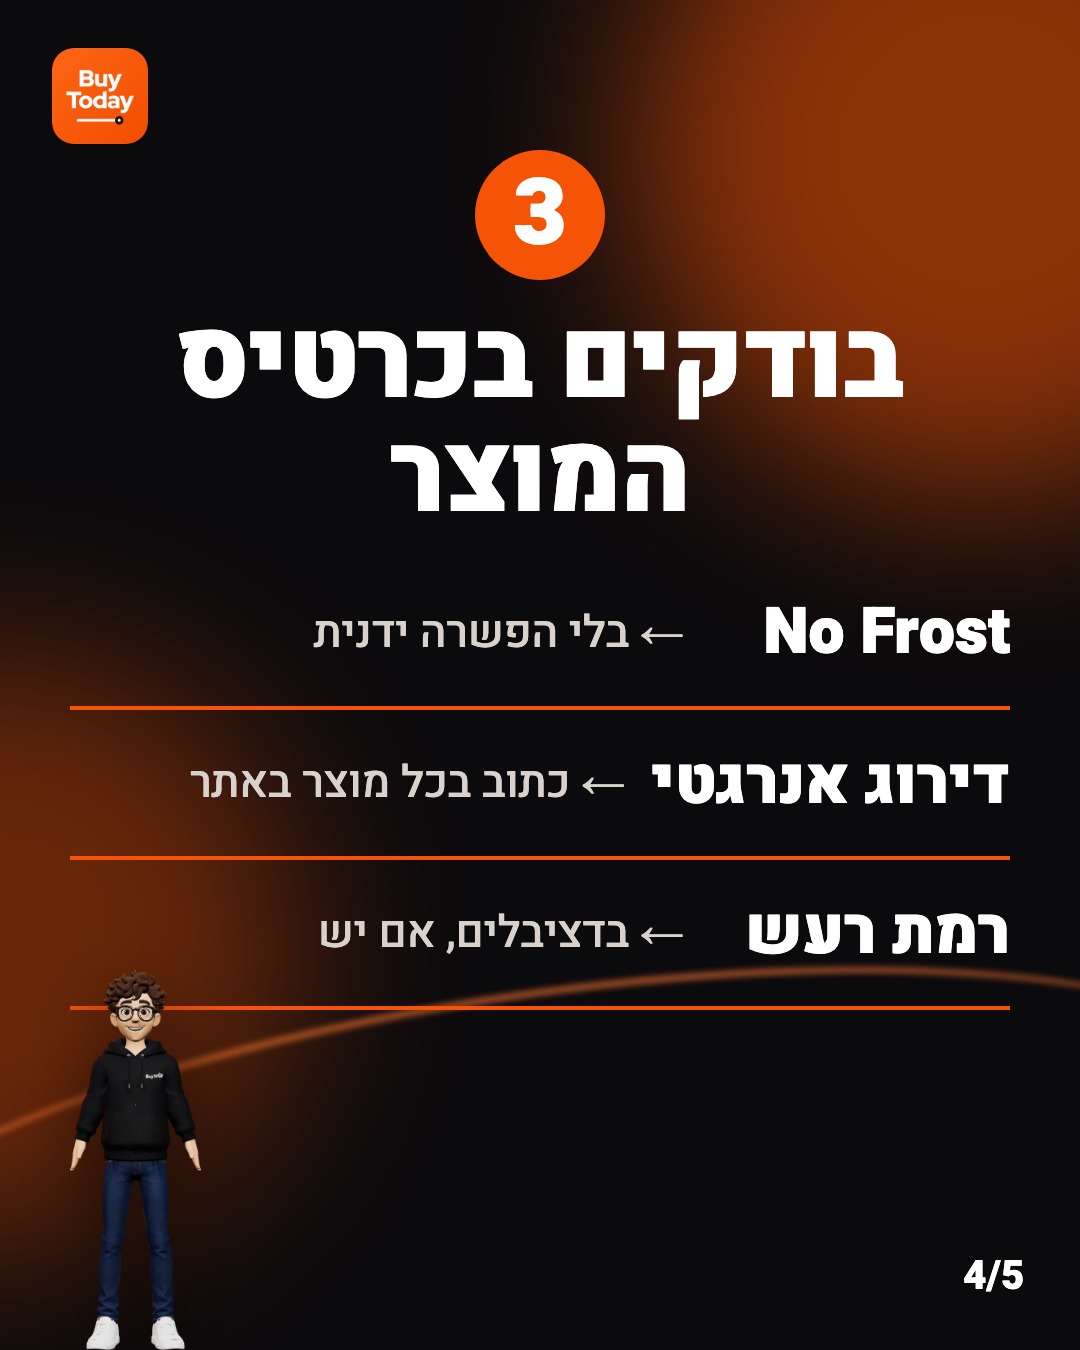 Buy
Today
3
בודקים בכרטיס
המוצר
No Frost ← בלי הפשרה ידנית
דירוג אנרגטי ← כתוב בכל מוצר באתר
רמת רעש ← בדציבלים, אם יש
4/5